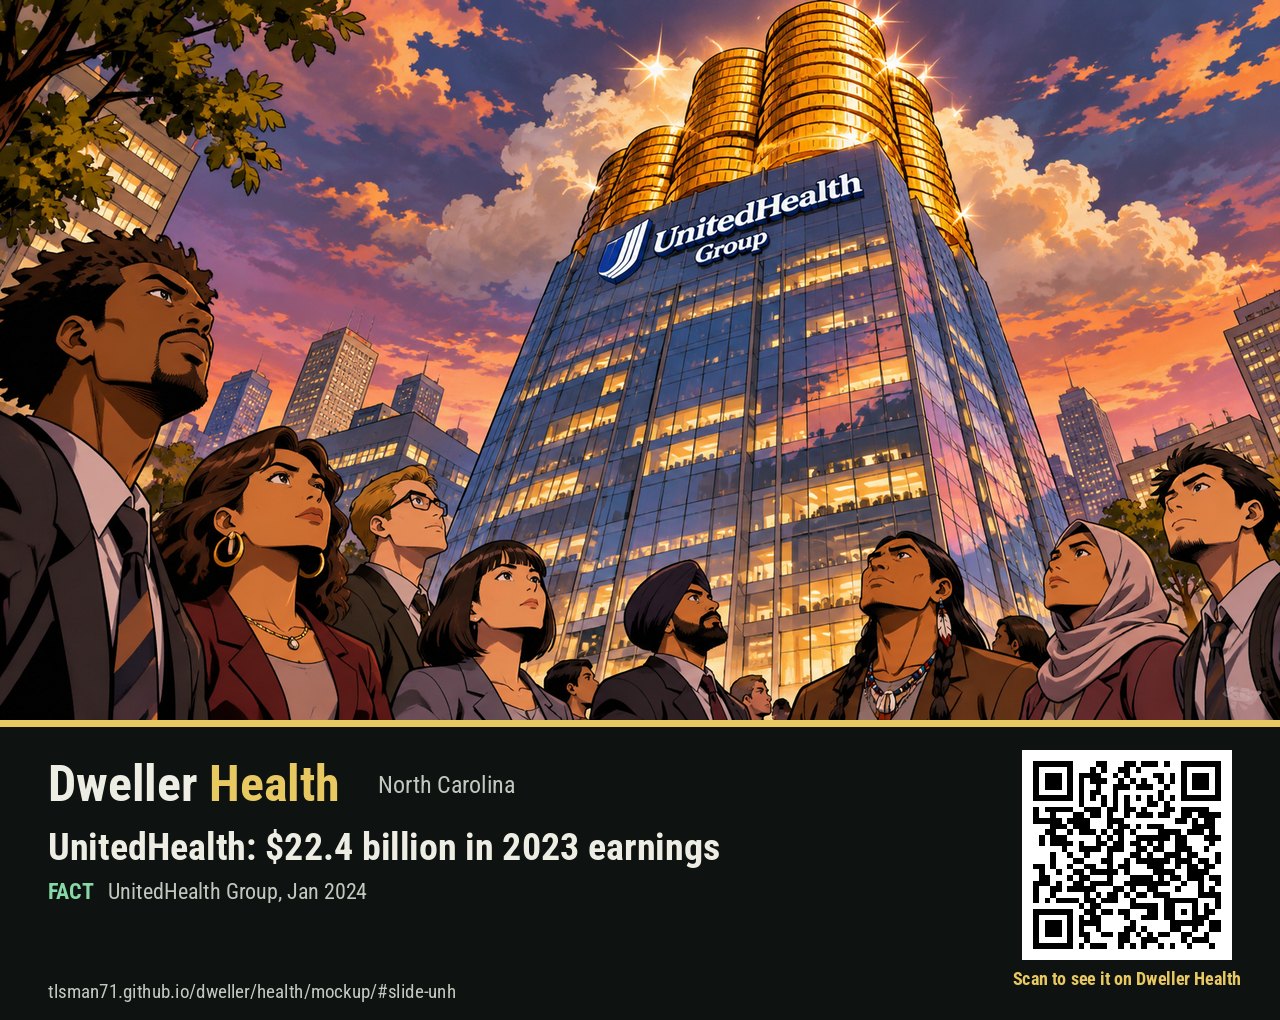 UnitedHealth
Group
Dweller Health
North Carolina
UnitedHealth: $22.4 billion in 2023 earnings
FACT UnitedHealth Group, Jan 2024
tlsman71.github.io/dweller/health/mockup/#slide-unh
Scan to see it on Dweller Health